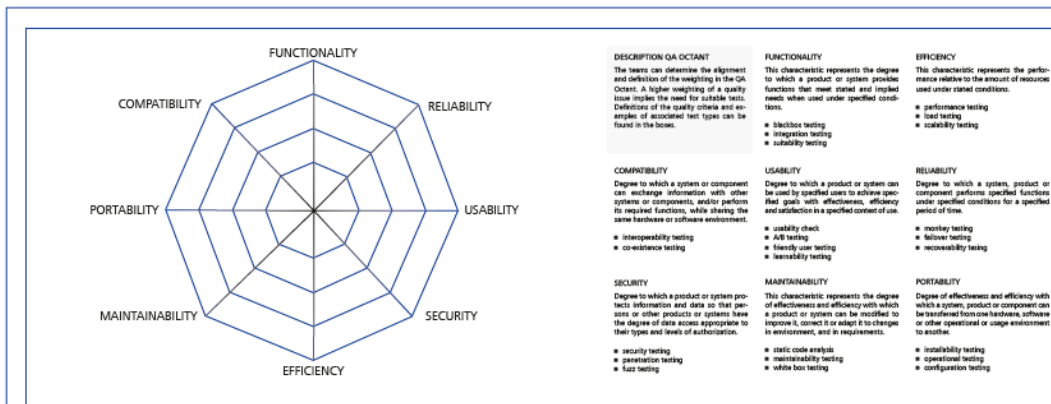 FUNCTIONALITY
COMPATIBILITY
RELIABILITY
PORTABILITY
USABILITY
MAINTAINABILITY
SECURITY
EFFICIENCY
DESCRIPTION QA OCTANT
The teams can determine the alignment
and definition of the weighting in the QA
Octant. A higher weighting of a quality
issue implies the need for suitable tests.
Definitions of the quality criteria and ex-
amples of associated test types can be
found in the boxes.
FUNCTIONALITY
This characteristic represents the degree
to which a product or system provides
functions that meet stated and implied
needs when used under specified condi-
tions.
■ blackbox testing
■ integration testing
■ suitability testing
EFFICIENCY
This characteristic represents the perfor-
mance relative to the amount of resources
used under stated conditions.
■ performance testing
■ load testing
■ scalability testing
COMPATIBILITY
Degree to which a system or component
can exchange information with other
systems or components, and/or perform
its required functions, while sharing the
same hardware or software environment.
■ interoperability testing
■ co-existence testing
USABILITY
Degree to which a product or system can
be used by specified users to achieve spec-
ified goals with effectiveness, efficiency
and satisfaction in a specified context of use.
■ usability check
■ A/B testing
■ friendly user testing
■ learnability testing
RELIABILITY
Degree to which a system, product or
component performs specified functions
under specified conditions for a specified
period of time.
■ monkey testing
■ failover testing
■ recoverability tesing
SECURITY
Degree to which a product or system pro-
tects information and data so that per-
sons or other products or systems have
the degree of data access appropriate to
their types and levels of authorization.
■ security testing
■ penetration testing
■ fuzz testing
MAINTAINABILITY
This characteristic represents the degree
of effectiveness and efficiency with which
a product or system can be modified to
improve it, correct it or adapt it to changes
in environment, and in requirements.
■ static code analysis
■ maintainability testing
■ white box testing
PORTABILITY
Degree of effectiveness and efficiency with
which a system, product or component can
be transferred from one hardware, software
or other operational or usage environment
to another.
■ installability testing
■ operational testing
■ configuration testing